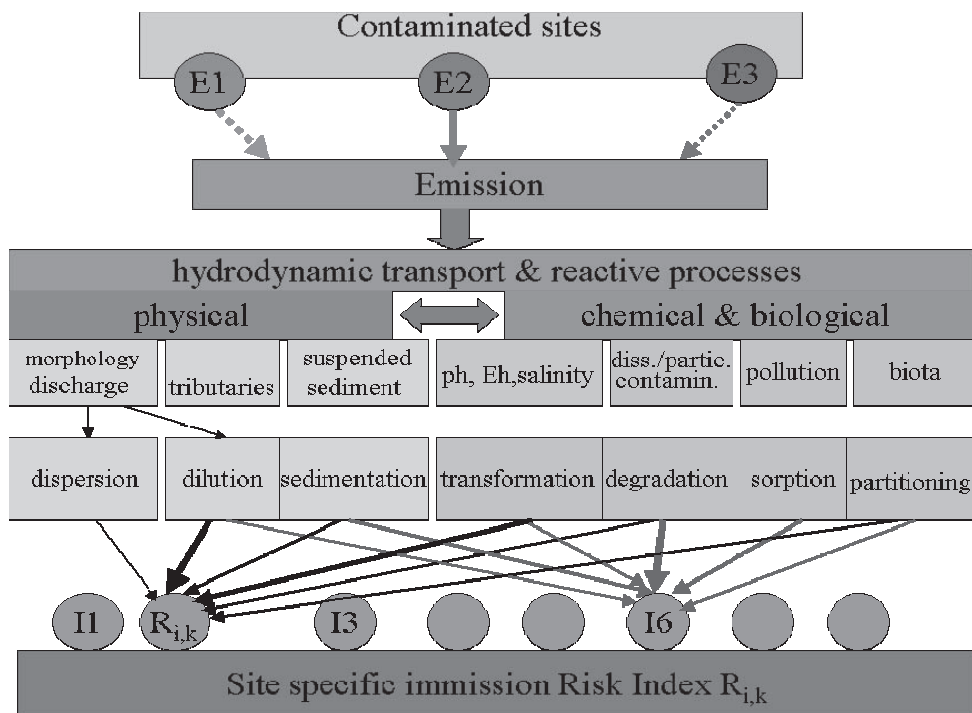 Contaminated sites
E1
E2
E3
Emission
hydrodynamic transport & reactive processes
physical
chemical & biological
morphology
discharge
tributaries
suspended
sediment
ph, Eh,salinity
diss./partic.
contamin.
pollution
biota
dispersion
dilution
sedimentation
transformation
degradation
sorption
partitioning
I1
Ri,k
I3
I6
Site specific immission Risk Index Ri,k